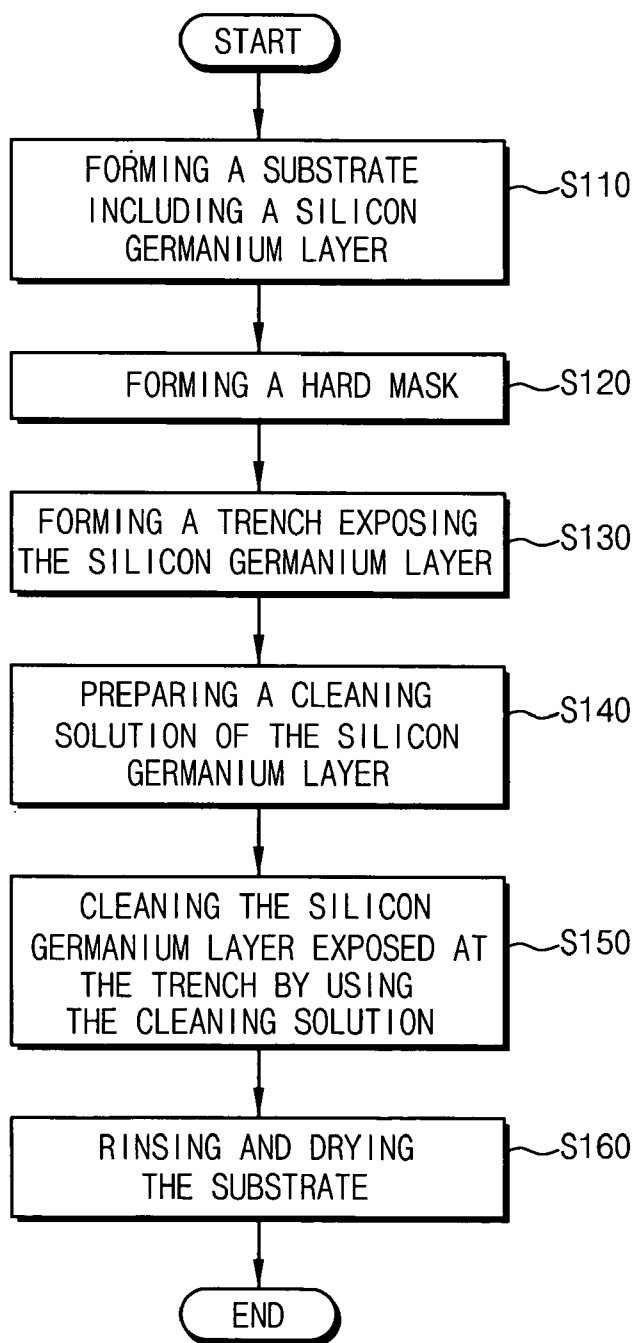 START
FORMING A SUBSTRATE
INCLUDING A SILICON
GERMANIUM LAYER
S110
FORMING A HARD MASK
S120
FORMING A TRENCH EXPOSING
THE SILICON GERMANIUM LAYER
S130
PREPARING A CLEANING
SOLUTION OF THE SILICON
GERMANIUM LAYER
S140
CLEANING THE SILICON
GERMANIUM LAYER EXPOSED AT
THE TRENCH BY USING
THE CLEANING SOLUTION
S150
RINSING AND DRYING
THE SUBSTRATE
S160
END